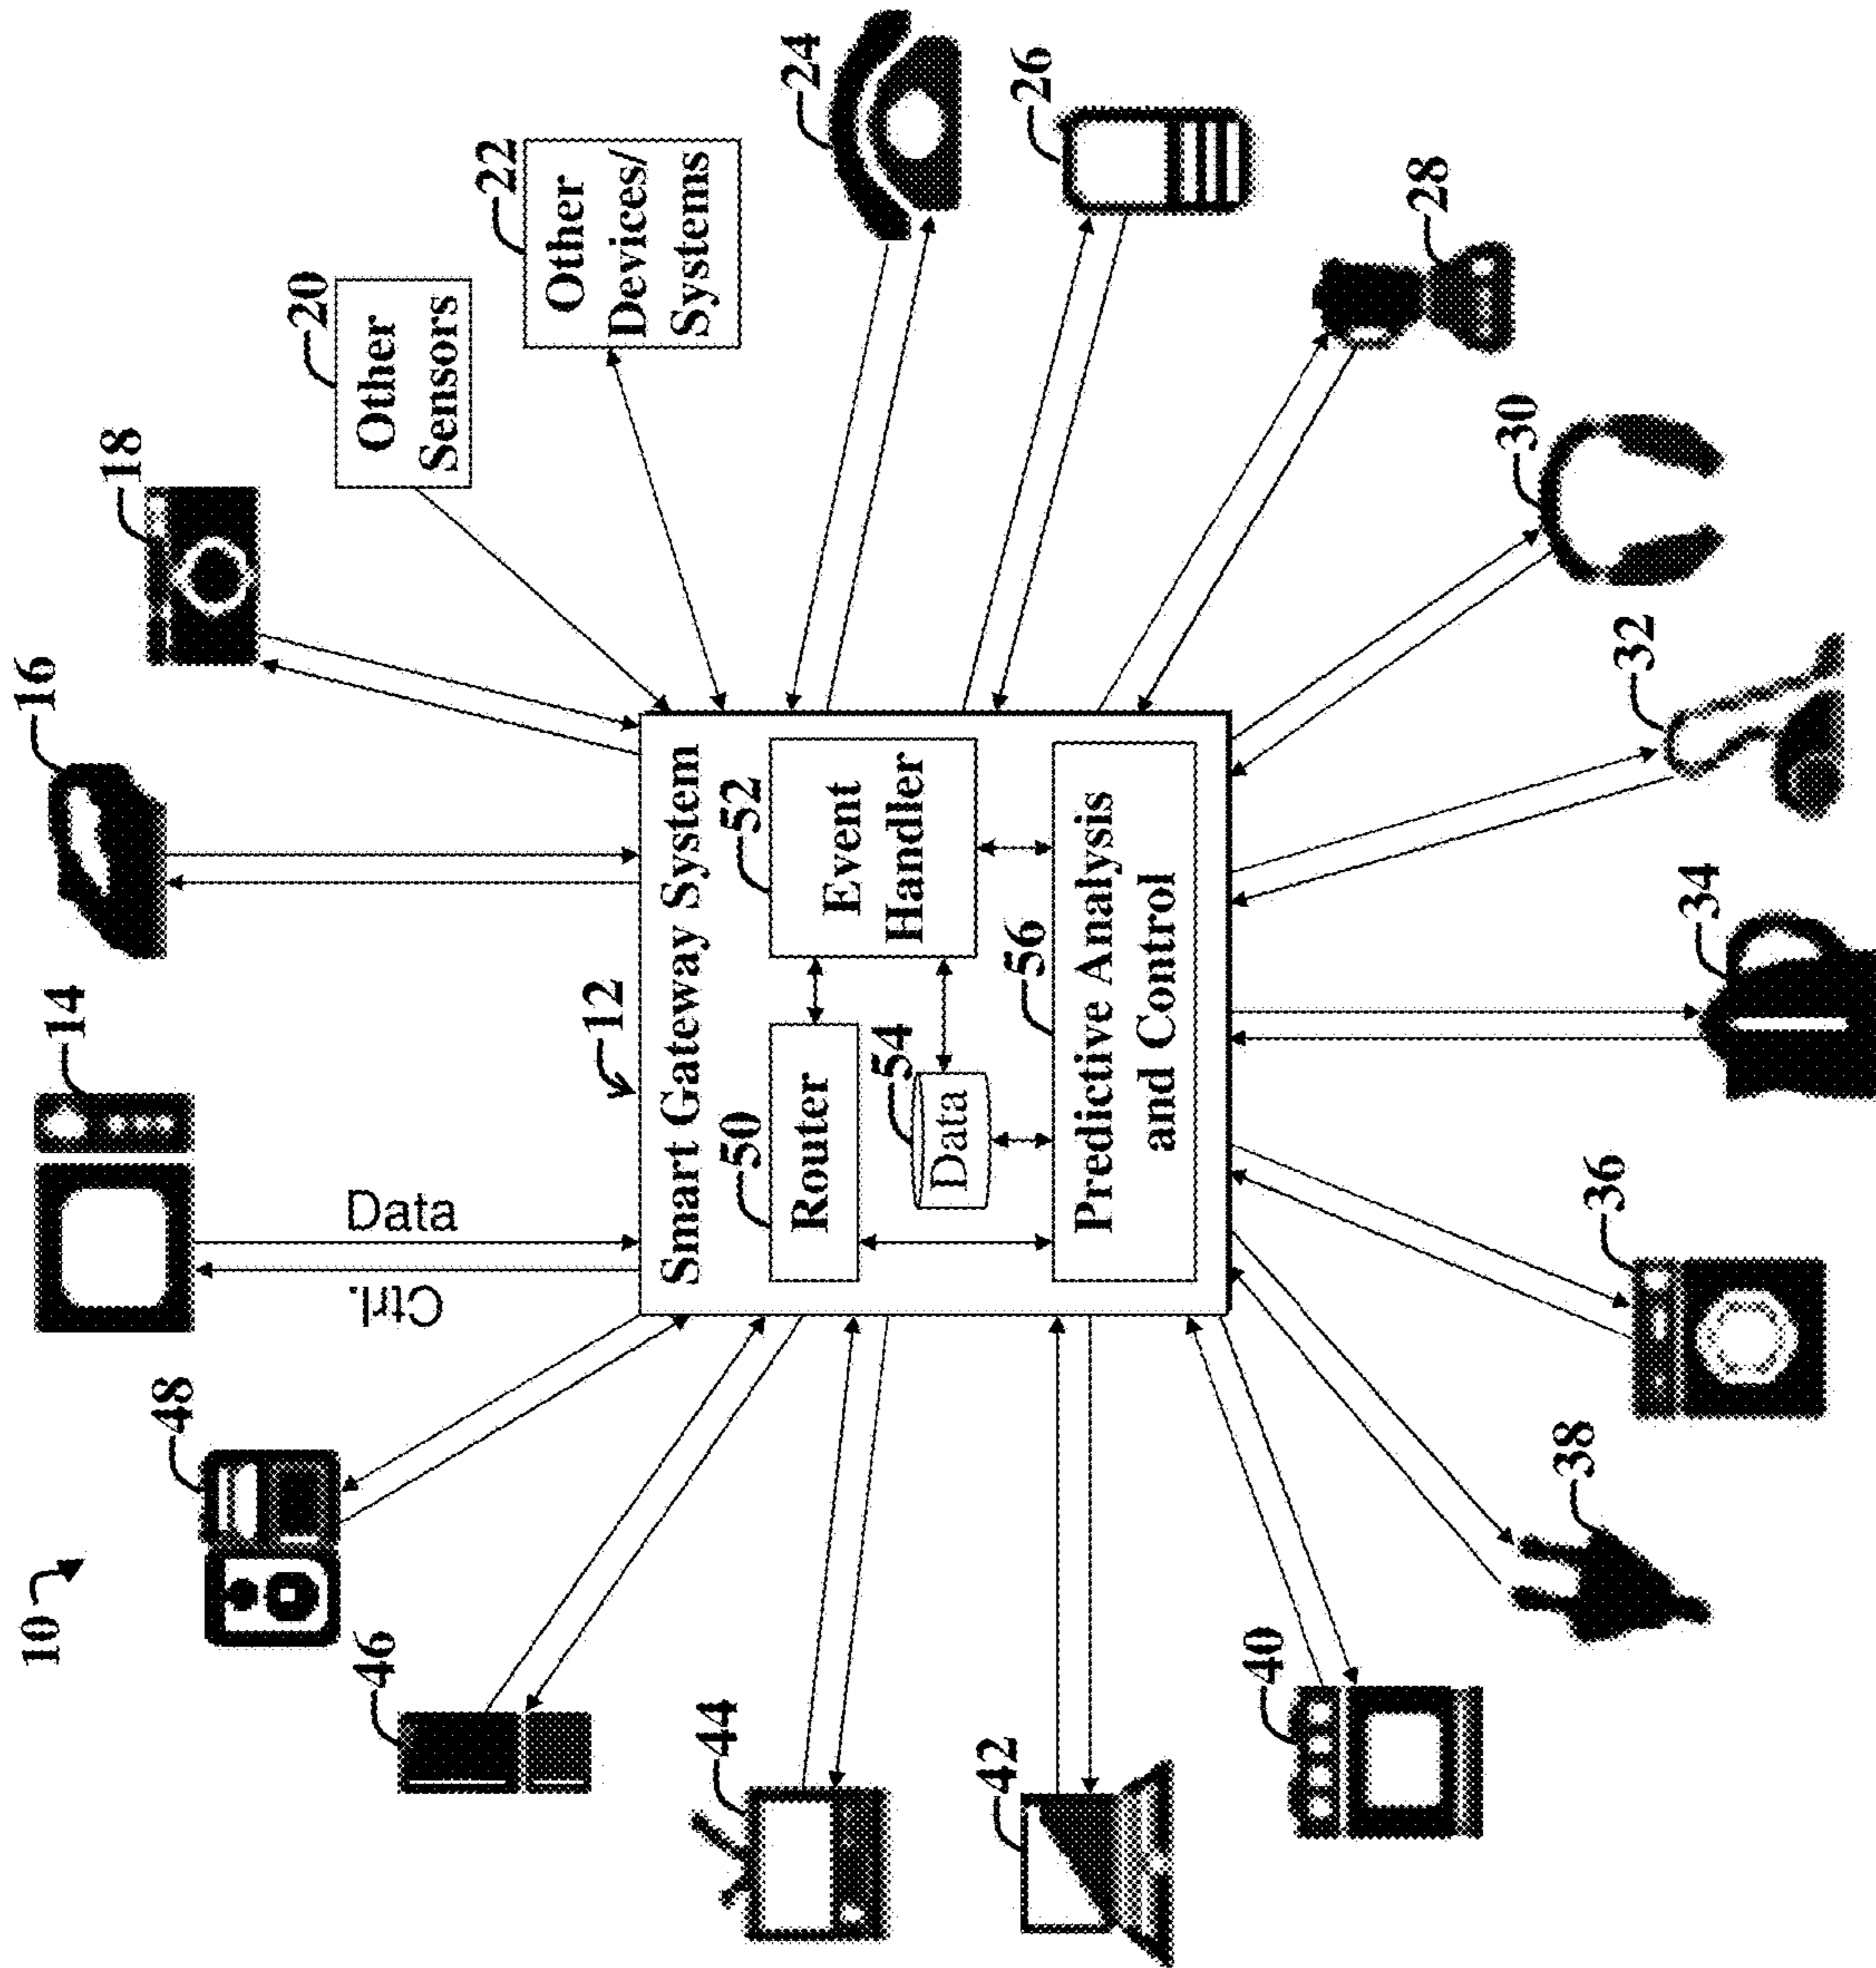 10
14
16
18
20
Other
Sensors
22
Other
Devices/
Systems
24
26
28
30
32
34
36
38
40
42
44
46
48
Ctrl.
Data
12
Smart Gateway System
50
Router
52
Event
Handler
54
Data
56
Predictive Analysis
and Control